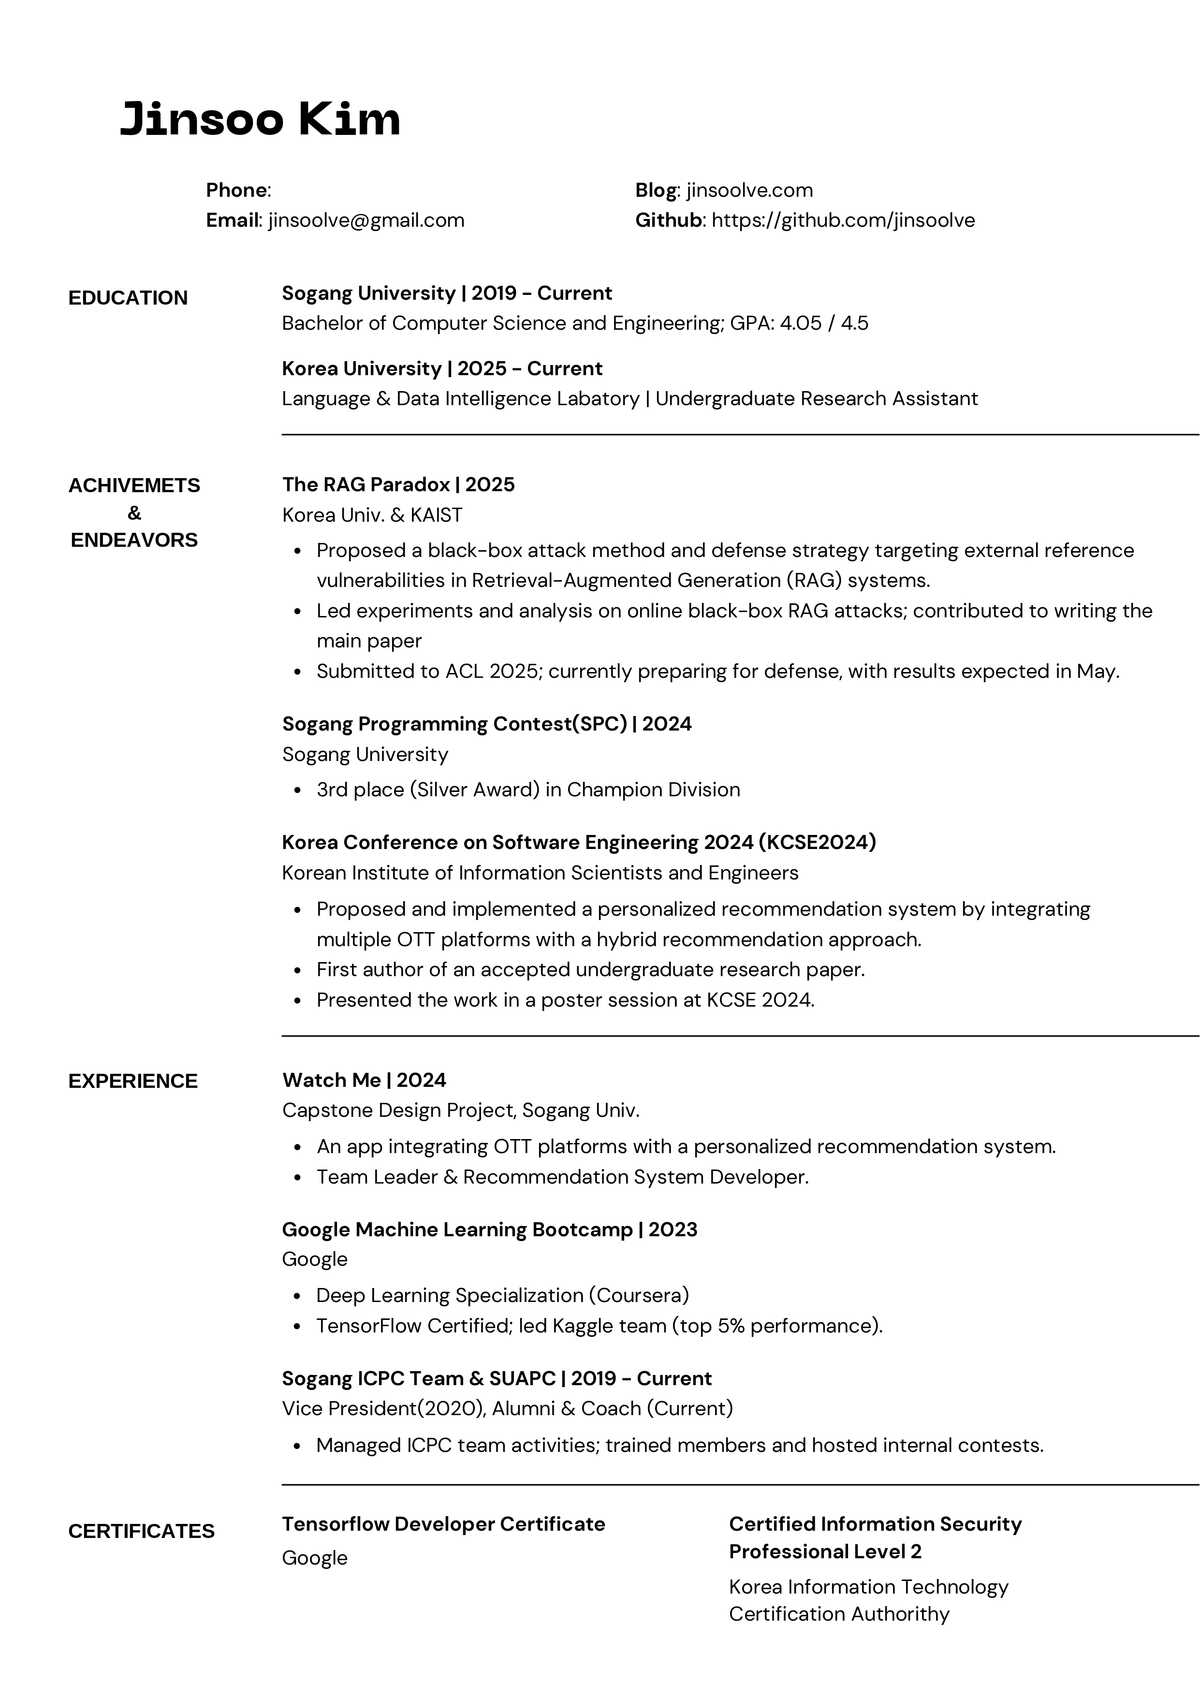 Jinsoo Kim
Phone:
Email: jinsoolve@gmail.com
Blog: jinsoolve.com
Github: https://github.com/jinsoolve
EDUCATION
Sogang University | 2019 - Current
Bachelor of Computer Science and Engineering; GPA: 4.05 / 4.5
Korea University | 2025 - Current
Language & Data Intelligence Labatory | Undergraduate Research Assistant
ACHIVEMETS
&
ENDEAVORS
The RAG Paradox | 2025
Korea Univ. & KAIST
• Proposed a black-box attack method and defense strategy targeting external reference
vulnerabilities in Retrieval-Augmented Generation (RAG) systems.
• Led experiments and analysis on online black-box RAG attacks; contributed to writing the
main paper
• Submitted to ACL 2025; currently preparing for defense, with results expected in May.
Sogang Programming Contest(SPC) | 2024
Sogang University
• 3rd place (Silver Award) in Champion Division
Korea Conference on Software Engineering 2024 (KCSE2024)
Korean Institute of Information Scientists and Engineers
• Proposed and implemented a personalized recommendation system by integrating
multiple OTT platforms with a hybrid recommendation approach.
• First author of an accepted undergraduate research paper.
• Presented the work in a poster session at KCSE 2024.
EXPERIENCE
Watch Me | 2024
Capstone Design Project, Sogang Univ.
• An app integrating OTT platforms with a personalized recommendation system.
• Team Leader & Recommendation System Developer.
Google Machine Learning Bootcamp | 2023
Google
• Deep Learning Specialization (Coursera)
• TensorFlow Certified; led Kaggle team (top 5% performance).
Sogang ICPC Team & SUAPC | 2019 - Current
Vice President(2020), Alumni & Coach (Current)
• Managed ICPC team activities; trained members and hosted internal contests.
CERTIFICATES
Tensorflow Developer Certificate
Google
Certified Information Security
Professional Level 2
Korea Information Technology
Certification Authorithy